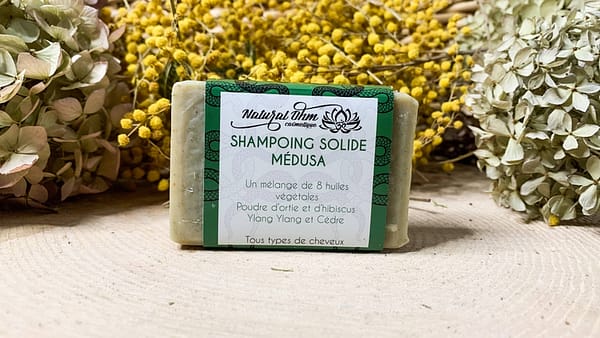 Natural Ohm
cosmétique
SHAMPOING SOLIDE
MÉDUSA
Un mélange de 8 huiles
végétales
Poudre d'ortie et d'hibiscus
Ylang Ylang et Cèdre
Tous types de cheveux